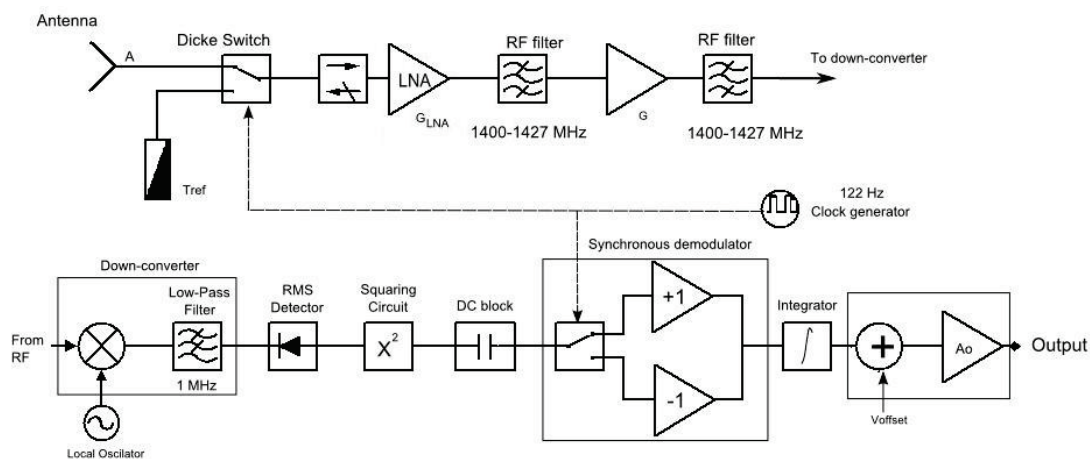 Antenna
A
Dicke Switch
Tref
LNA
G_LNA
RF filter
1400-1427 MHz
G
RF filter
1400-1427 MHz
To down-converter
122 Hz
Clock generator
Synchronous demodulator
Down-converter
Low-Pass
Filter
From
RF
1 MHz
Local Oscilator
RMS
Detector
Squaring
Circuit
X²
DC block
+1
-1
Integrator
∫
+
Voffset
Ao
Output